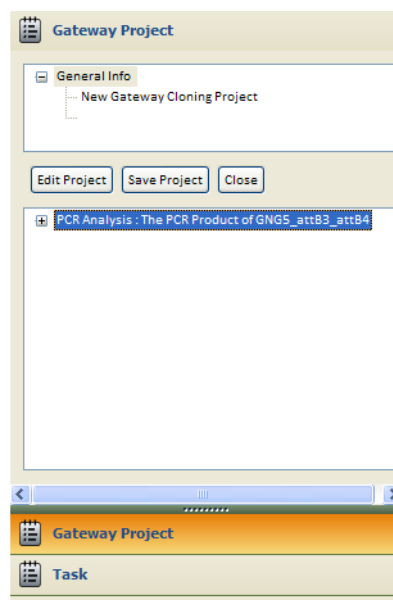 Gateway Project
General Info
New Gateway Cloning Project
Edit Project Save Project Close
PCR Analysis : The PCR Product of GNG5_attB3_attB4
Gateway Project
Task